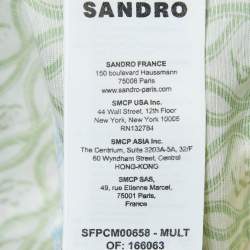 SANDRO
SANDRO FRANCE
150 boulevard Haussmann
75008 Paris
www.sandro-paris.com
SMCP USA Inc.
44 Wall Street, 12th Floor
New York, New York 10005
RN132784
SMCP ASIA Inc.
The Centrium, Suite 3203A-5A, 32/F
60 Wyndham Street, Central
HONG-KONG
SMCP SAS,
49, rue Etienne Marcel,
75001 Paris,
France
SFPCM00658 - MULT
OF: 166063